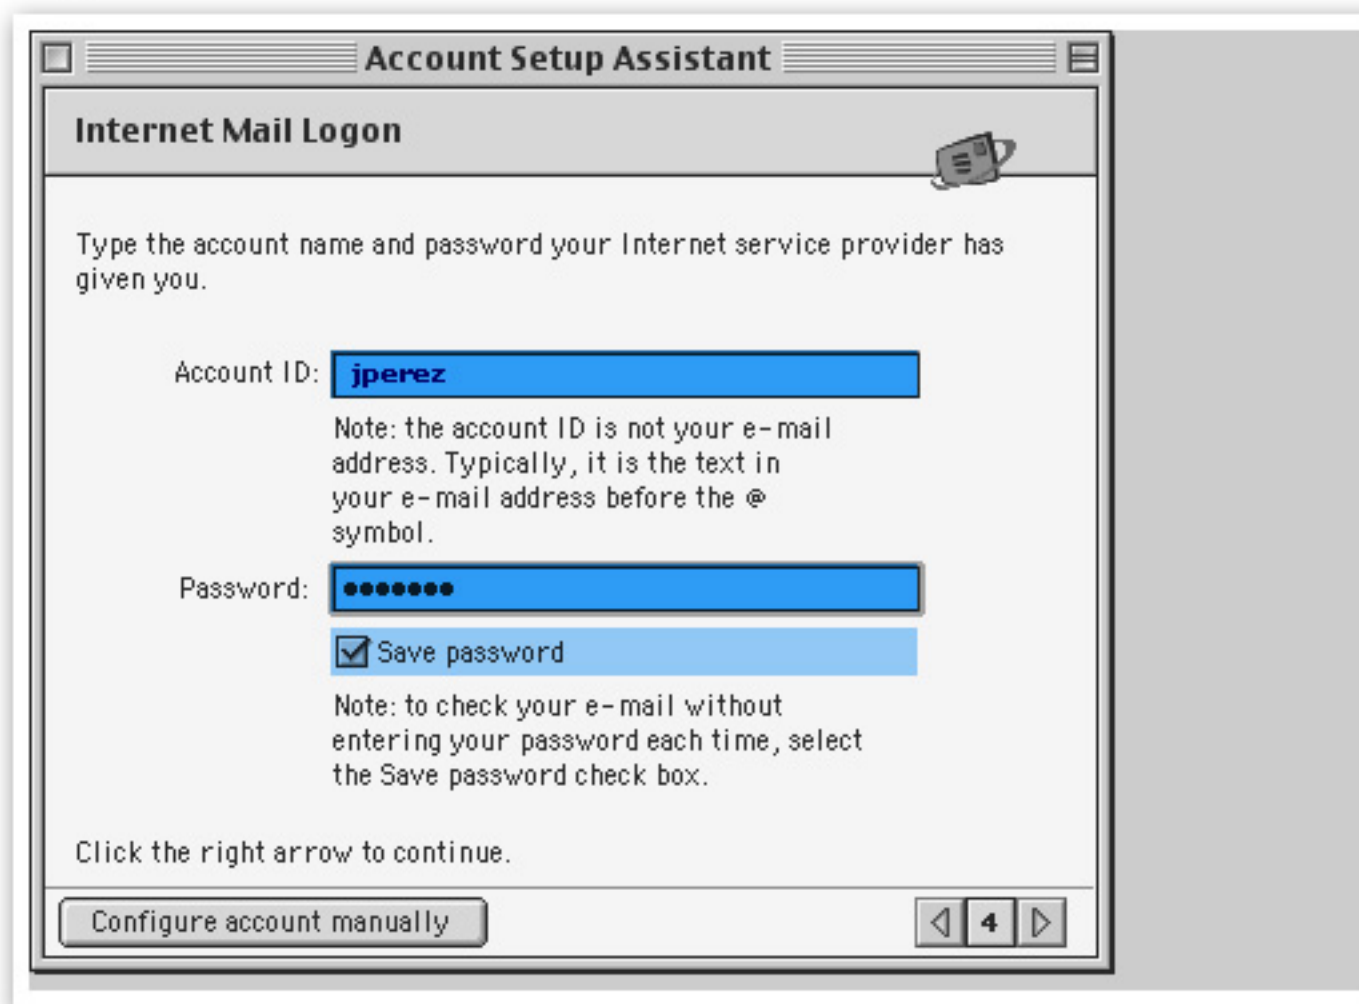 Account Setup Assistant
Internet Mail Logon
Type the account name and password your Internet service provider has
given you.
Account ID: jperez
Note: the account ID is not your e-mail
address. Typically, it is the text in
your e-mail address before the @
symbol.
Password: •••••••
Save password
Note: to check your e-mail without
entering your password each time, select
the Save password check box.
Click the right arrow to continue.
Configure account manually 4